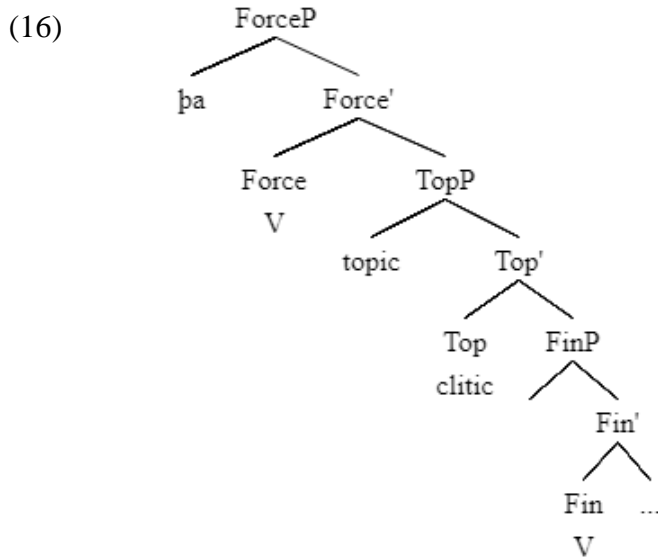 (16) ForceP
þa Force'
Force TopP
V
topic Top'
Top FinP
clitic
Fin'
Fin ...
V